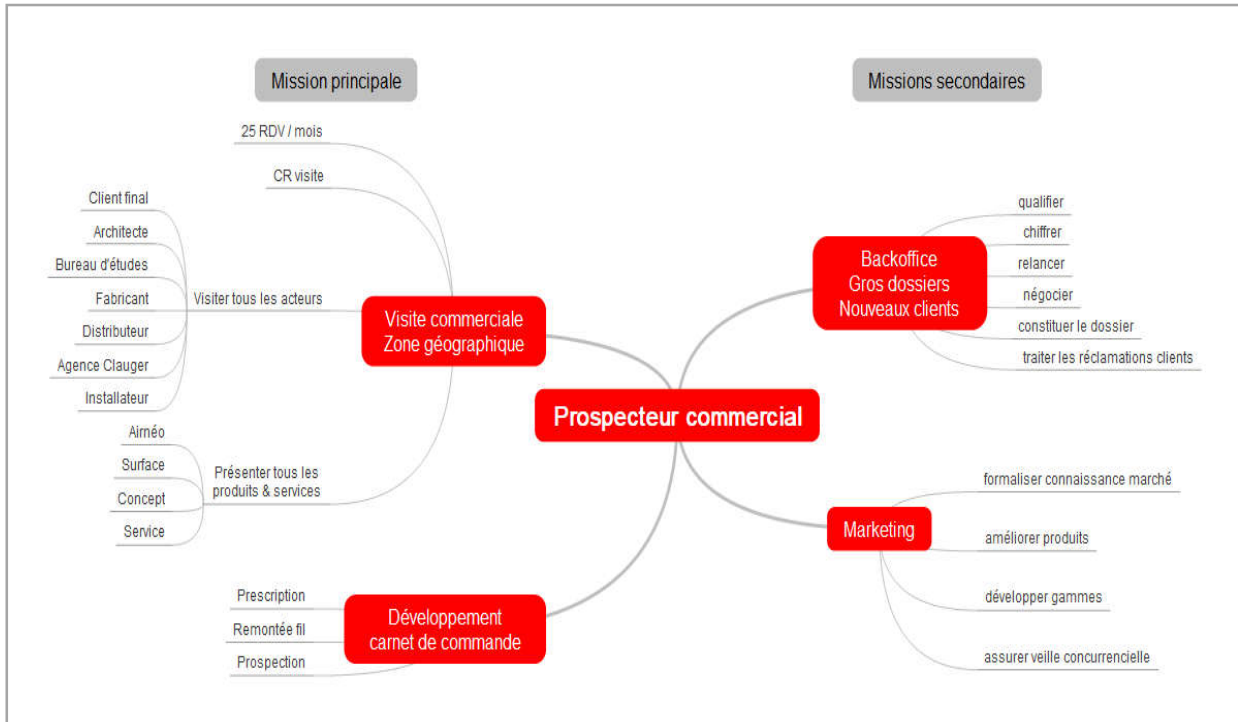 Mission principale
Missions secondaires
25 RDV / mois
CR visite
Client final
Architecte
Bureau d'études
Fabricant
Distributeur
Agence Clauger
Installateur
Visiter tous les acteurs
Airnéo
Surface
Concept
Service
Présenter tous les
produits & services
Visite commerciale
Zone géographique
Prescription
Remontée fil
Prospection
Développement
carnet de commande
Prospecteur commercial
Backoffice
Gros dossiers
Nouveaux clients
qualifier
chiffrer
relancer
négocier
constituer le dossier
traiter les réclamations clients
Marketing
formaliser connaissance marché
améliorer produits
développer gammes
assurer veille concurrencielle